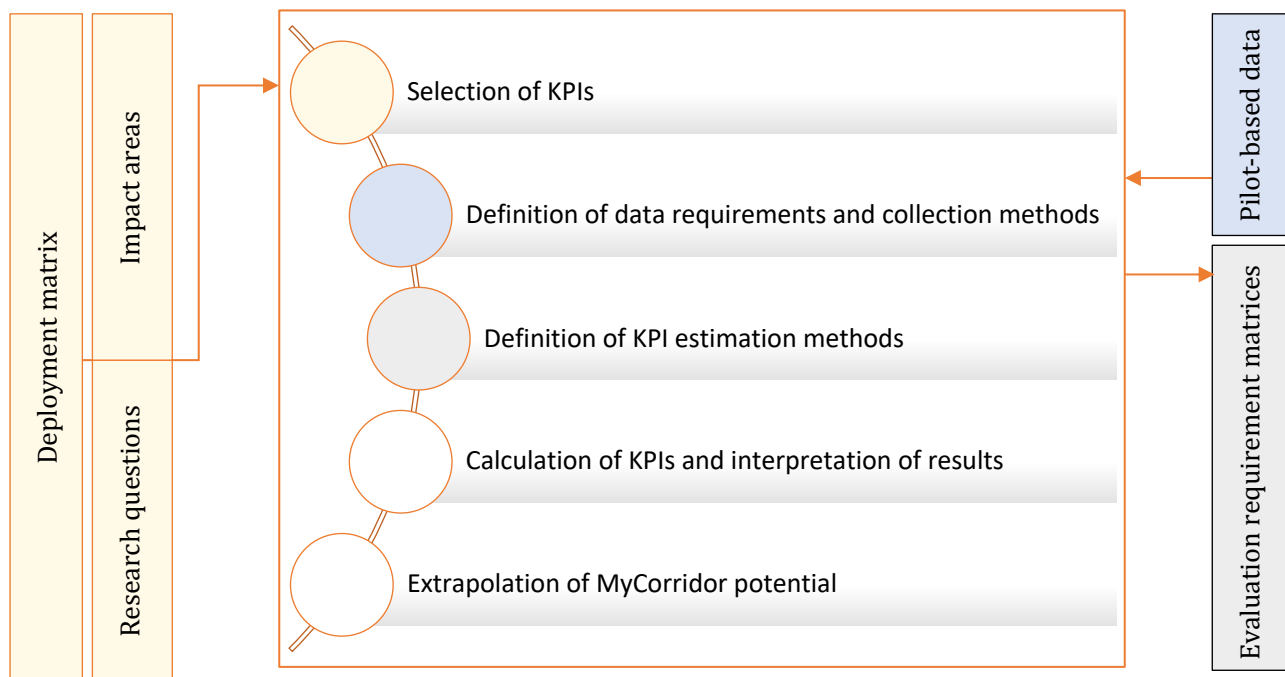 Deployment matrix
Impact areas
Research questions
Selection of KPIs
Definition of data requirements and collection methods
Definition of KPI estimation methods
Calculation of KPIs and interpretation of results
Extrapolation of MyCorridor potential
Pilot-based data
Evaluation requirement matrices